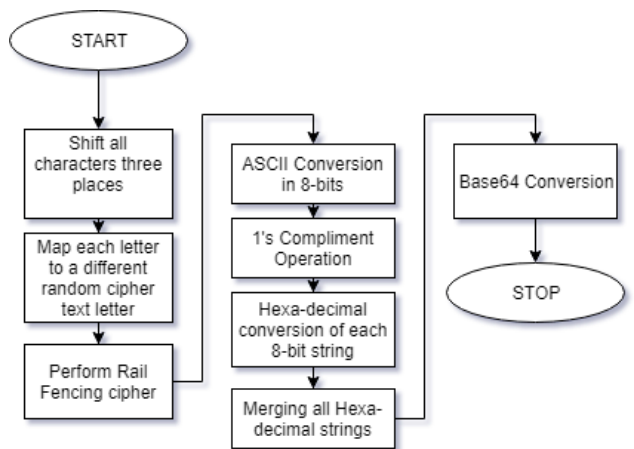 START
Shift all
characters three
places
Map each letter
to a different
random cipher
text letter
Perform Rail
Fencing cipher
ASCII Conversion
in 8-bits
1's Compliment
Operation
Hexa-decimal
conversion of each
8-bit string
Merging all Hexa-
decimal strings
Base64 Conversion
STOP